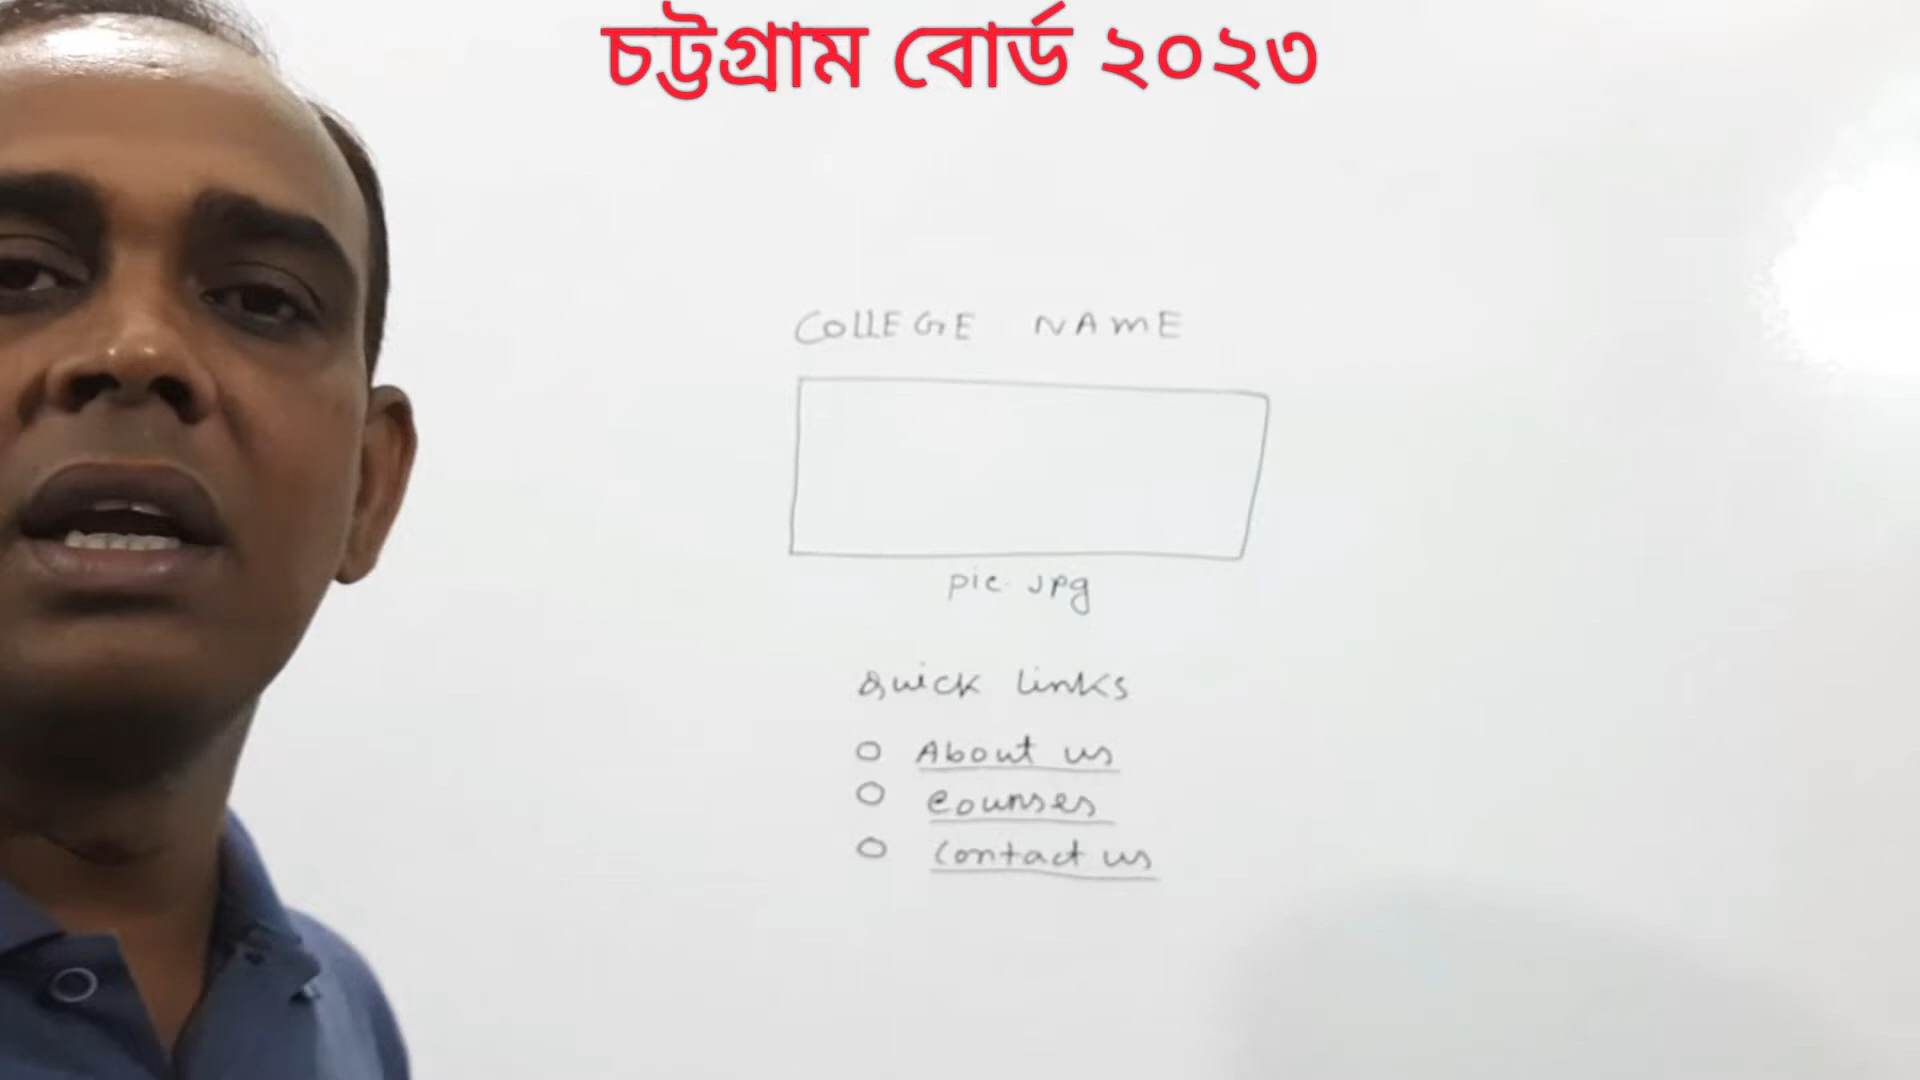 চট্টগ্রাম বোর্ড ২০২৩
COLLEGE NAME
pic.jpg
Quick Links
About us
Courses
Contact us